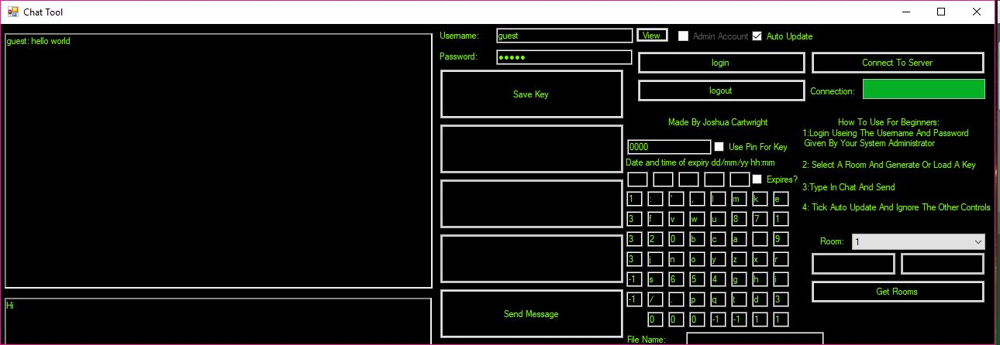 Chat Tool
guest: hello world
Username: guest View Admin Account Auto Update
Password: ●●●●●
login Connect To Server
Save Key
logout Connection:
Made By Joshua Cartwright
How To Use For Beginners:
1:Login Useing The Username And Password
Given By Your System Administrator
0000 Use Pin For Key
Date and time of expiry dd/mm/yy hh:mm
2: Select A Room And Generate Or Load A Key
Expires?
3:Type In Chat And Send
1 : ' , l m k e
4: Tick Auto Update And Ignore The Other Controls
3 f v w u 8 7 1
3 2 0 b c a 9
Room: 1
3 j n o y z x r
-1 s 6 5 4 g h i
Get Rooms
-1 / . p q t d 3
Hi
Send Message
0 0 0 -1 -1 1 1
File Name: